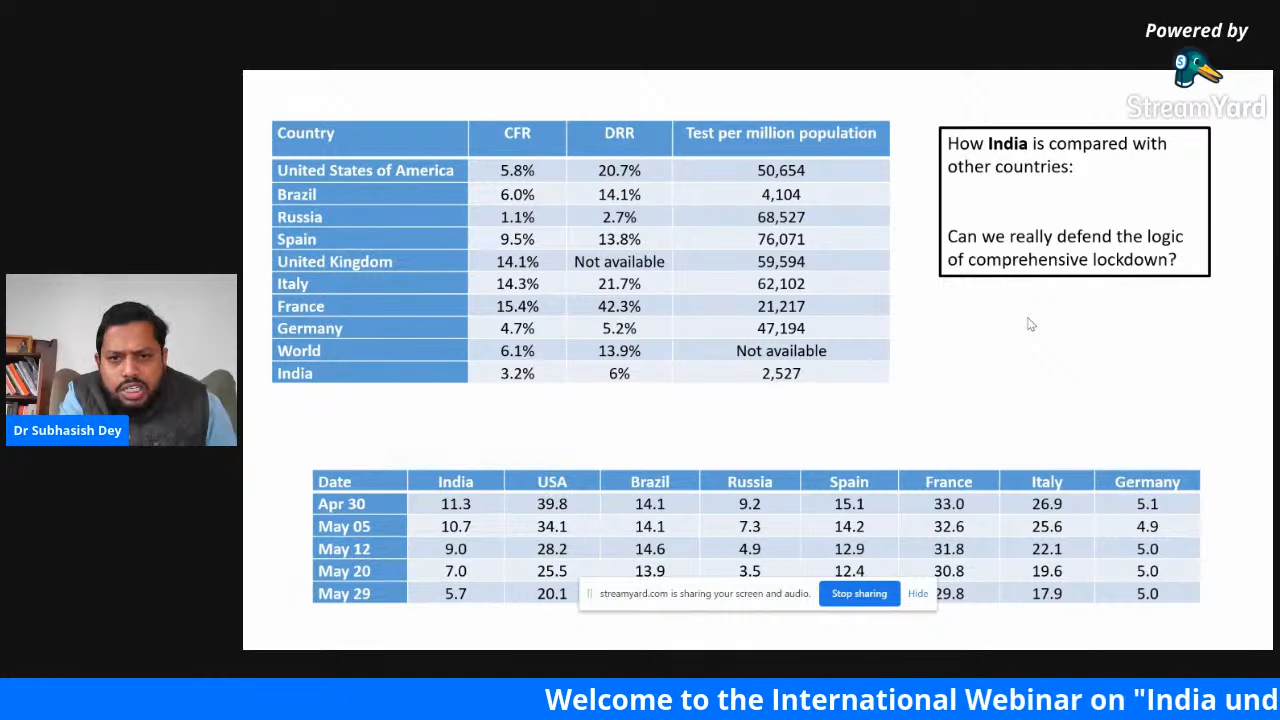 Powered by
StreamYard
Country CFR DRR Test per million population
United States of America 5.8% 20.7% 50,654
Brazil 6.0% 14.1% 4,104
Russia 1.1% 2.7% 68,527
Spain 9.5% 13.8% 76,071
United Kingdom 14.1% Not available 59,594
Italy 14.3% 21.7% 62,102
France 15.4% 42.3% 21,217
Germany 4.7% 5.2% 47,194
World 6.1% 13.9% Not available
India 3.2% 6% 2,527
How India is compared with
other countries:
Can we really defend the logic
of comprehensive lockdown?
Dr Subhasish Dey
Date India USA Brazil Russia Spain France Italy Germany
Apr 30 11.3 39.8 14.1 9.2 15.1 33.0 26.9 5.1
May 05 10.7 34.1 14.1 7.3 14.2 32.6 25.6 4.9
May 12 9.0 28.2 14.6 4.9 12.9 31.8 22.1 5.0
May 20 7.0 25.5 13.9 3.5 12.4 30.8 19.6 5.0
May 29 5.7 20.1 29.8 17.9 5.0
streamyard.com is sharing your screen and audio. Stop sharing Hide
Welcome to the International Webinar on "India und